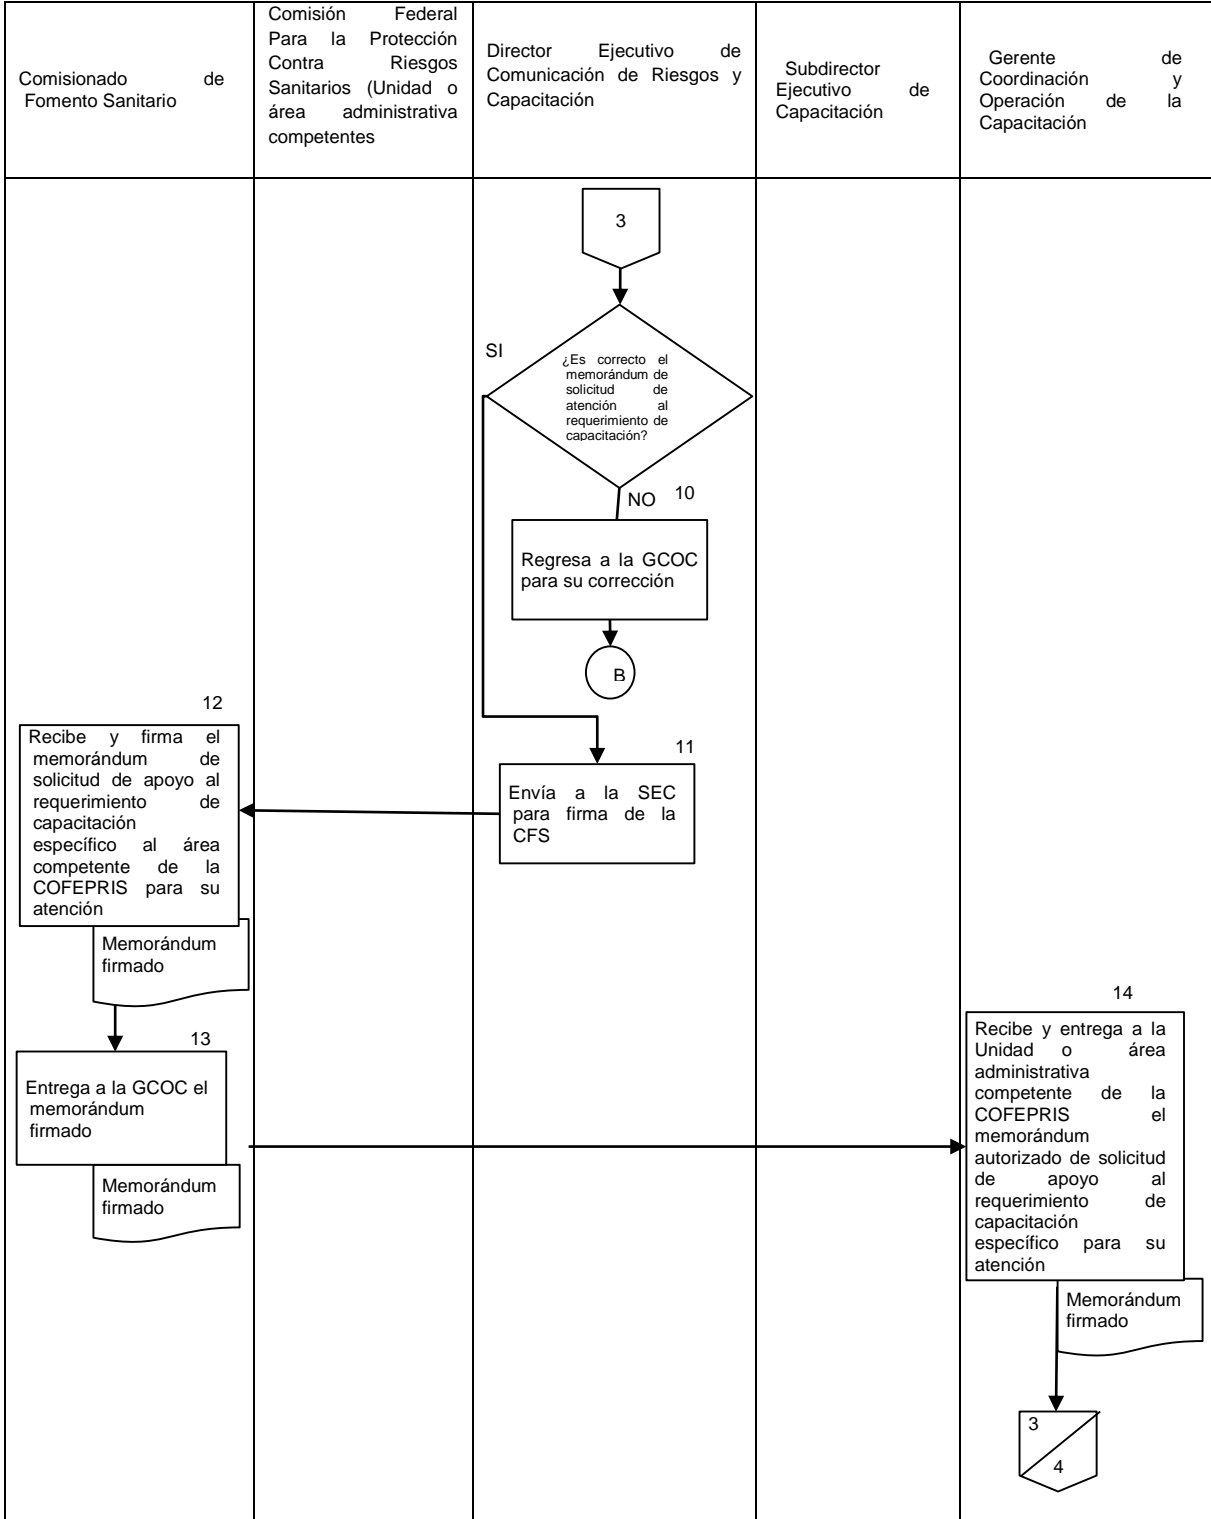 Comisionado de
Fomento Sanitario
Comisión Federal
Para la Protección
Contra Riesgos
Sanitarios (Unidad o
área administrativa
competentes
Director Ejecutivo de
Comunicación de Riesgos y
Capacitación
Subdirector
Ejecutivo de
Capacitación
Gerente de
Coordinación y
Operación de la
Capacitación
3
SI
¿Es correcto el
memorándum de
solicitud de
atención al
requerimiento de
capacitación?
NO
10
Regresa a la GCOC
para su corrección
B
11
Envía a la SEC
para firma de la
CFS
12
Recibe y firma el
memorándum de
solicitud de apoyo al
requerimiento de
capacitación
específico al área
competente de la
COFEPRIS para su
atención
Memorándum
firmado
13
Entrega a la GCOC el
memorándum
firmado
Memorándum
firmado
14
Recibe y entrega a la
Unidad o área
administrativa
competente de la
COFEPRIS el
memorándum
autorizado de solicitud
de apoyo al
requerimiento de
capacitación
específico para su
atención
Memorándum
firmado
3
4